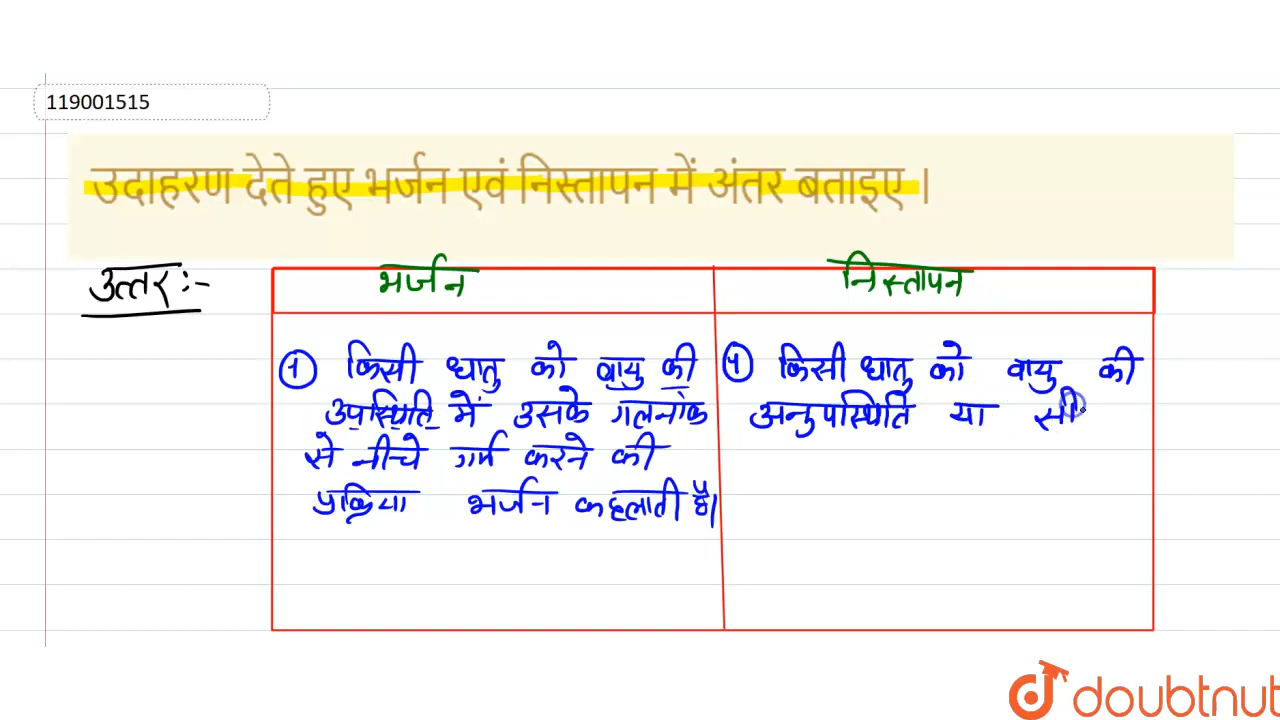 119001515
उदाहरण देते हुए भर्जन एवं निस्तापन में अंतर बताइए ।
उत्तर :-
भर्जन
निस्तापन
① किसी धातु को वायु की
उपस्थिति में उसके गलनांक
से नीचे गर्म करने की
प्रक्रिया भर्जन कहलाती है।
① किसी धातु को वायु की
अनुपस्थिति या सी
doubtnut